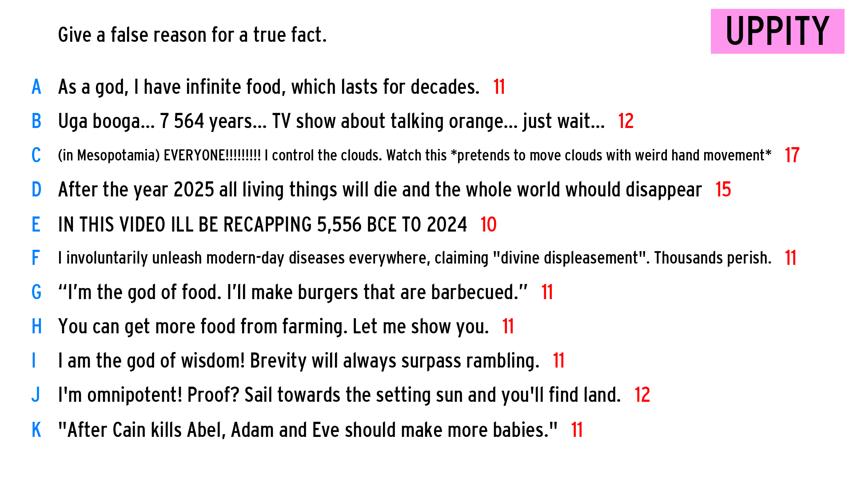 Give a false reason for a true fact.
UPPITY
A As a god, I have infinite food, which lasts for decades. 11
B Uga booga... 7 564 years... TV show about talking orange... just wait... 12
C (in Mesopotamia) EVERYONE!!!!!!!!! I control the clouds. Watch this *pretends to move clouds with weird hand movement* 17
D After the year 2025 all living things will die and the whole world whould disappear 15
E IN THIS VIDEO ILL BE RECAPPING 5,556 BCE TO 2024 10
F I involuntarily unleash modern-day diseases everywhere, claiming "divine displeasement". Thousands perish. 11
G “I’m the god of food. I’ll make burgers that are barbecued.” 11
H You can get more food from farming. Let me show you. 11
I I am the god of wisdom! Brevity will always surpass rambling. 11
J I'm omnipotent! Proof? Sail towards the setting sun and you'll find land. 12
K "After Cain kills Abel, Adam and Eve should make more babies." 11